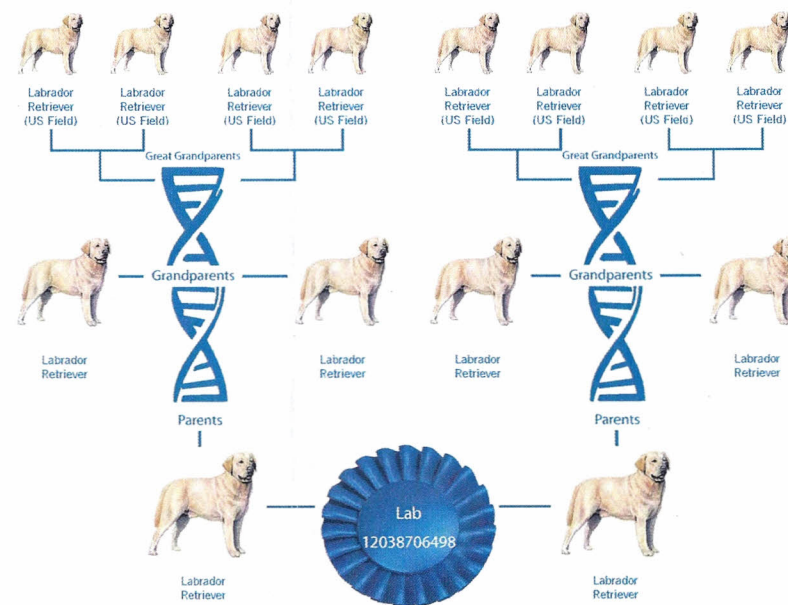 Labrador
Retriever
(US Field)
Labrador
Retriever
(US Field)
Labrador
Retriever
(US Field)
Labrador
Retriever
(US Field)
Labrador
Retriever
(US Field)
Labrador
Retriever
(US Field)
Labrador
Retriever
(US Field)
Labrador
Retriever
(US Field)
Great Grandparents
Great Grandparents
Grandparents
Grandparents
Labrador
Retriever
Labrador
Retriever
Labrador
Retriever
Labrador
Retriever
Parents
Parents
Lab
12038706498
Labrador
Retriever
Labrador
Retriever